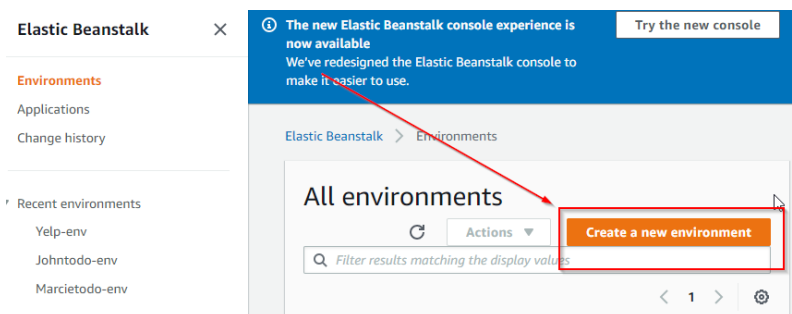 Elastic Beanstalk
Environments
Applications
Change history
Recent environments
Yelp-env
Johntodo-env
Marcietodo-env
The new Elastic Beanstalk console experience is
now available
We've redesigned the Elastic Beanstalk console to
make it easier to use.
Try the new console
Elastic Beanstalk > Environments
All environments
Actions
Create a new environment
Filter results matching the display values
1